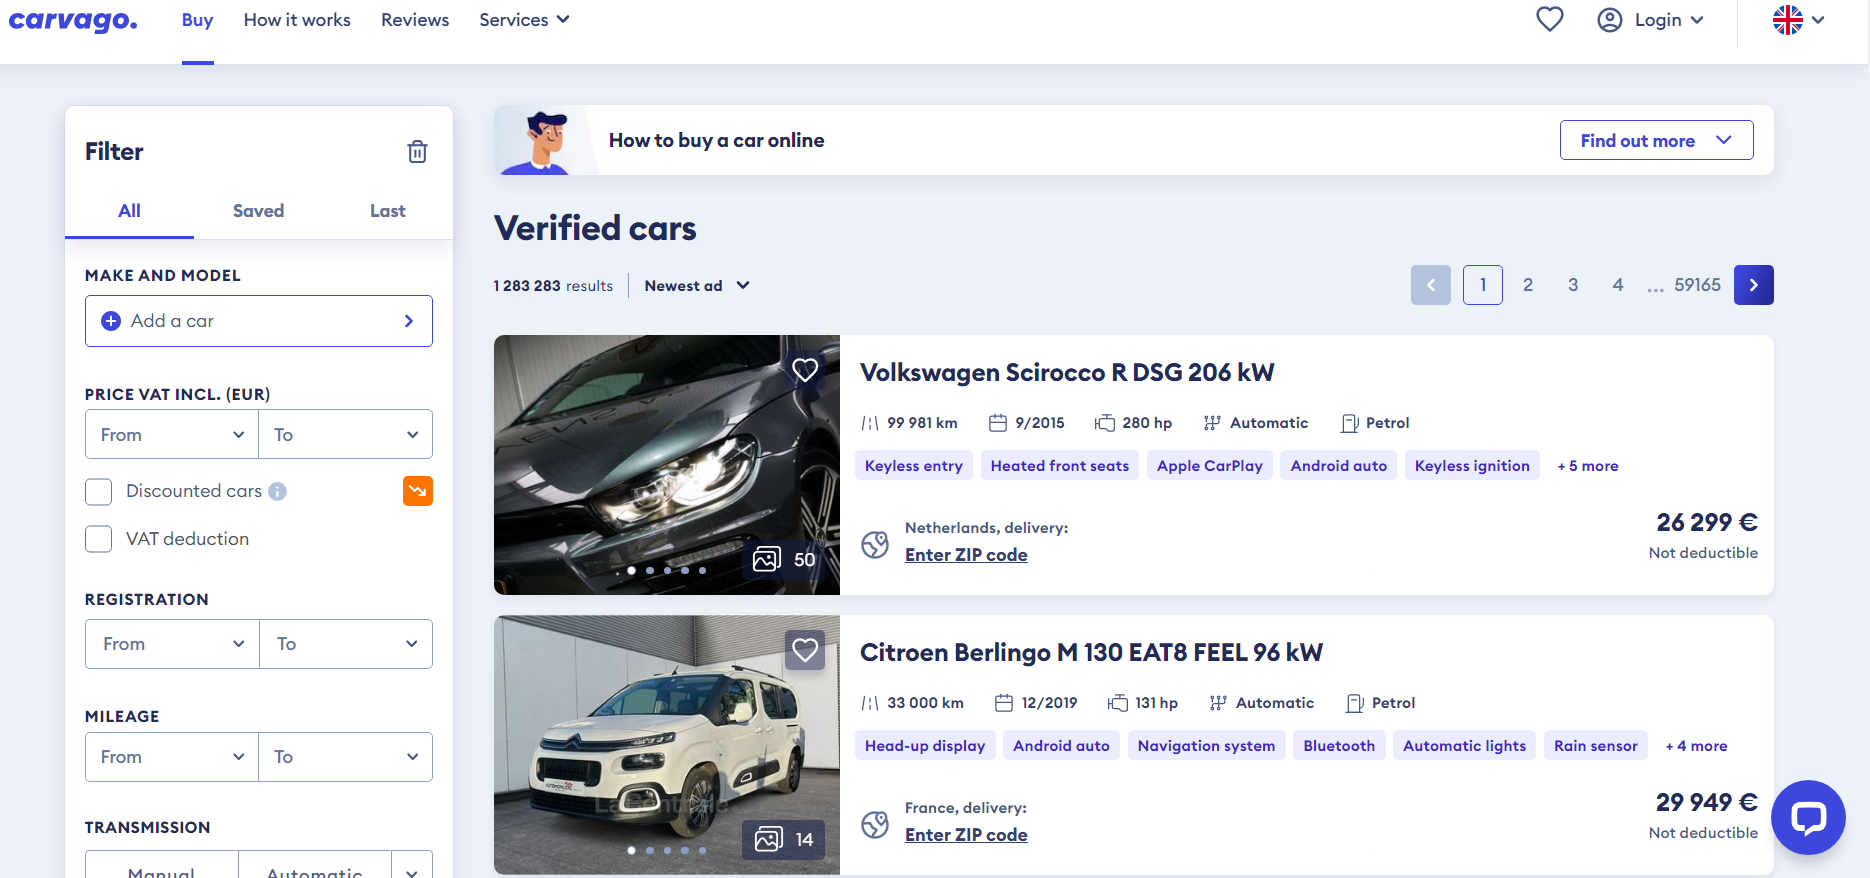 carvago.
Buy
How it works
Reviews
Services
Login
Filter
All
Saved
Last
MAKE AND MODEL
Add a car
PRICE VAT INCL. (EUR)
From
To
Discounted cars
VAT deduction
REGISTRATION
From
To
MILEAGE
From
To
TRANSMISSION
Manual
Automatic
How to buy a car online
Find out more
Verified cars
1 283 283 results
Newest ad
1 2 3 4 ... 59165
50
Volkswagen Scirocco R DSG 206 kW
99 981 km 9/2015 280 hp Automatic Petrol
Keyless entry Heated front seats Apple CarPlay Android auto Keyless ignition + 5 more
Netherlands, delivery:
Enter ZIP code
26 299 €
Not deductible
14
Citroen Berlingo M 130 EAT8 FEEL 96 kW
33 000 km 12/2019 131 hp Automatic Petrol
Head-up display Android auto Navigation system Bluetooth Automatic lights Rain sensor + 4 more
France, delivery:
Enter ZIP code
29 949 €
Not deductible